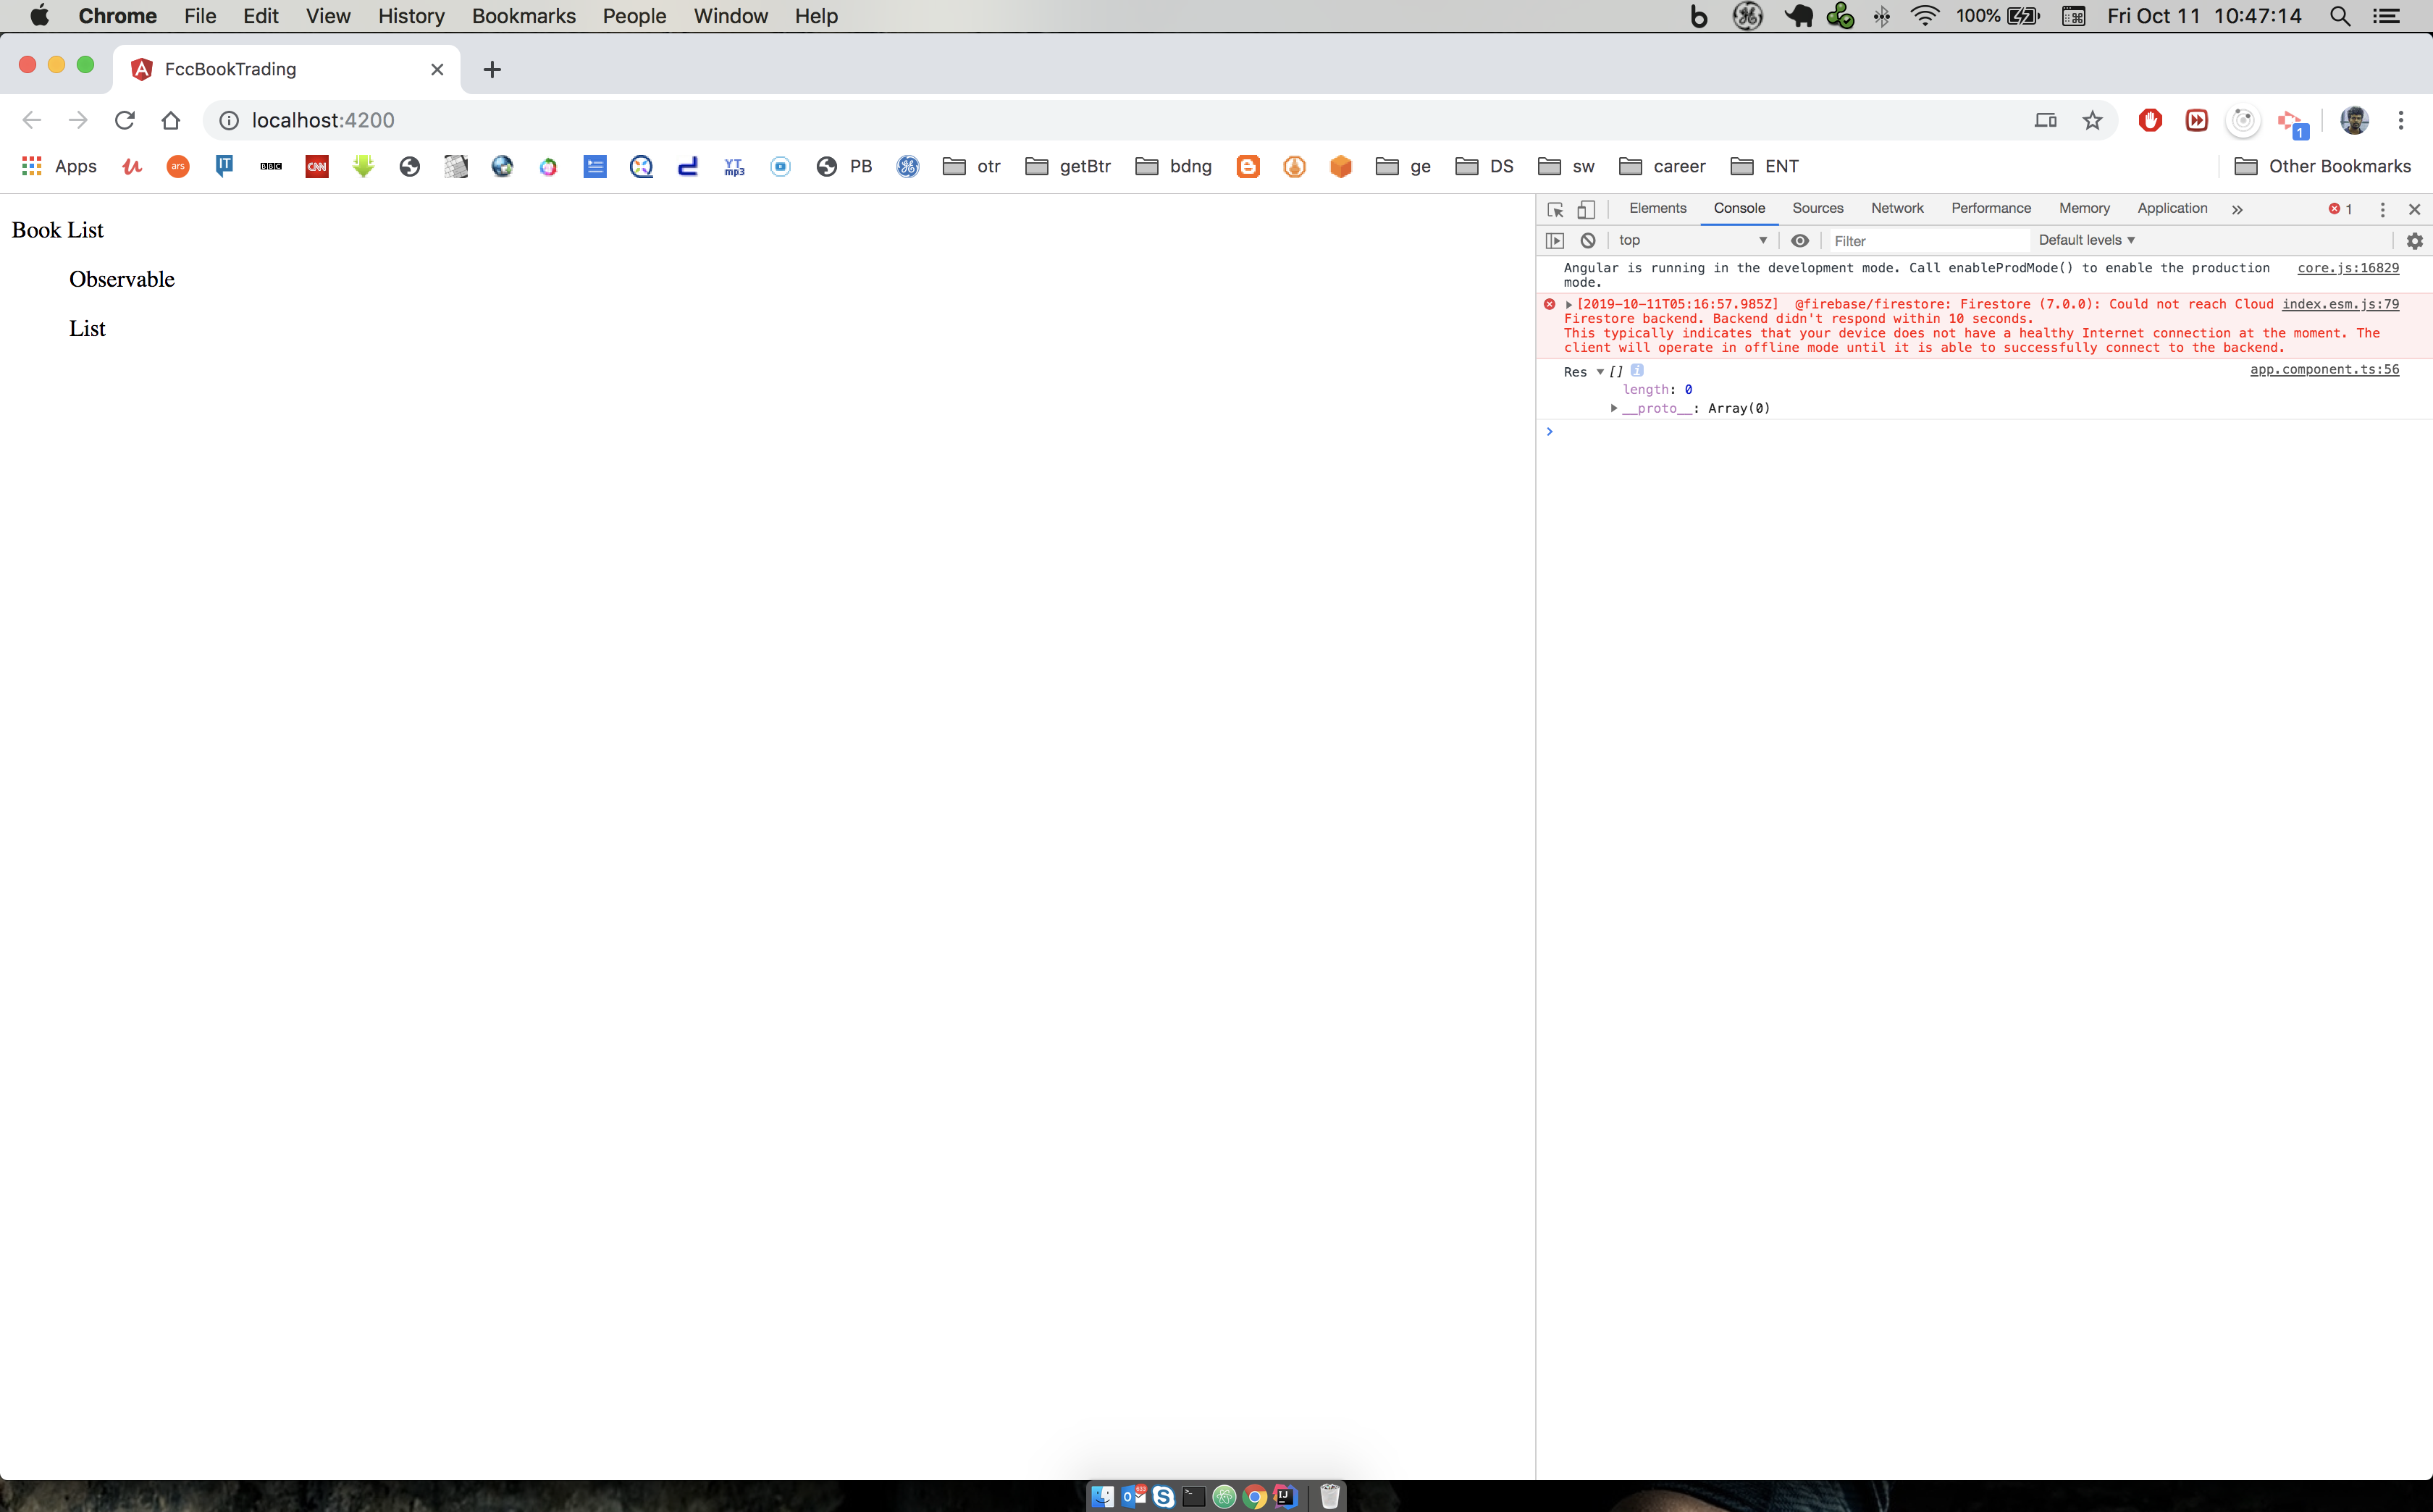 Chrome File Edit View History Bookmarks People Window Help 100% Fri Oct 11 10:47:14
FccBookTrading
localhost:4200
1
Apps ars IT BBC CNN YT mp3 PB otr getBtr bdng ge DS sw career ENT Other Bookmarks
Book List
Observable
List
Elements Console Sources Network Performance Memory Application » 1
top Filter Default levels
Angular is running in the development mode. Call enableProdMode() to enable the production core.js:16829
mode.
[2019-10-11T05:16:57.985Z] @firebase/firestore: Firestore (7.0.0): Could not reach Cloud index.esm.js:79
Firestore backend. Backend didn't respond within 10 seconds.
This typically indicates that your device does not have a healthy Internet connection at the moment. The
client will operate in offline mode until it is able to successfully connect to the backend.
Res [] i app.component.ts:56
length: 0
__proto__: Array(0)
>